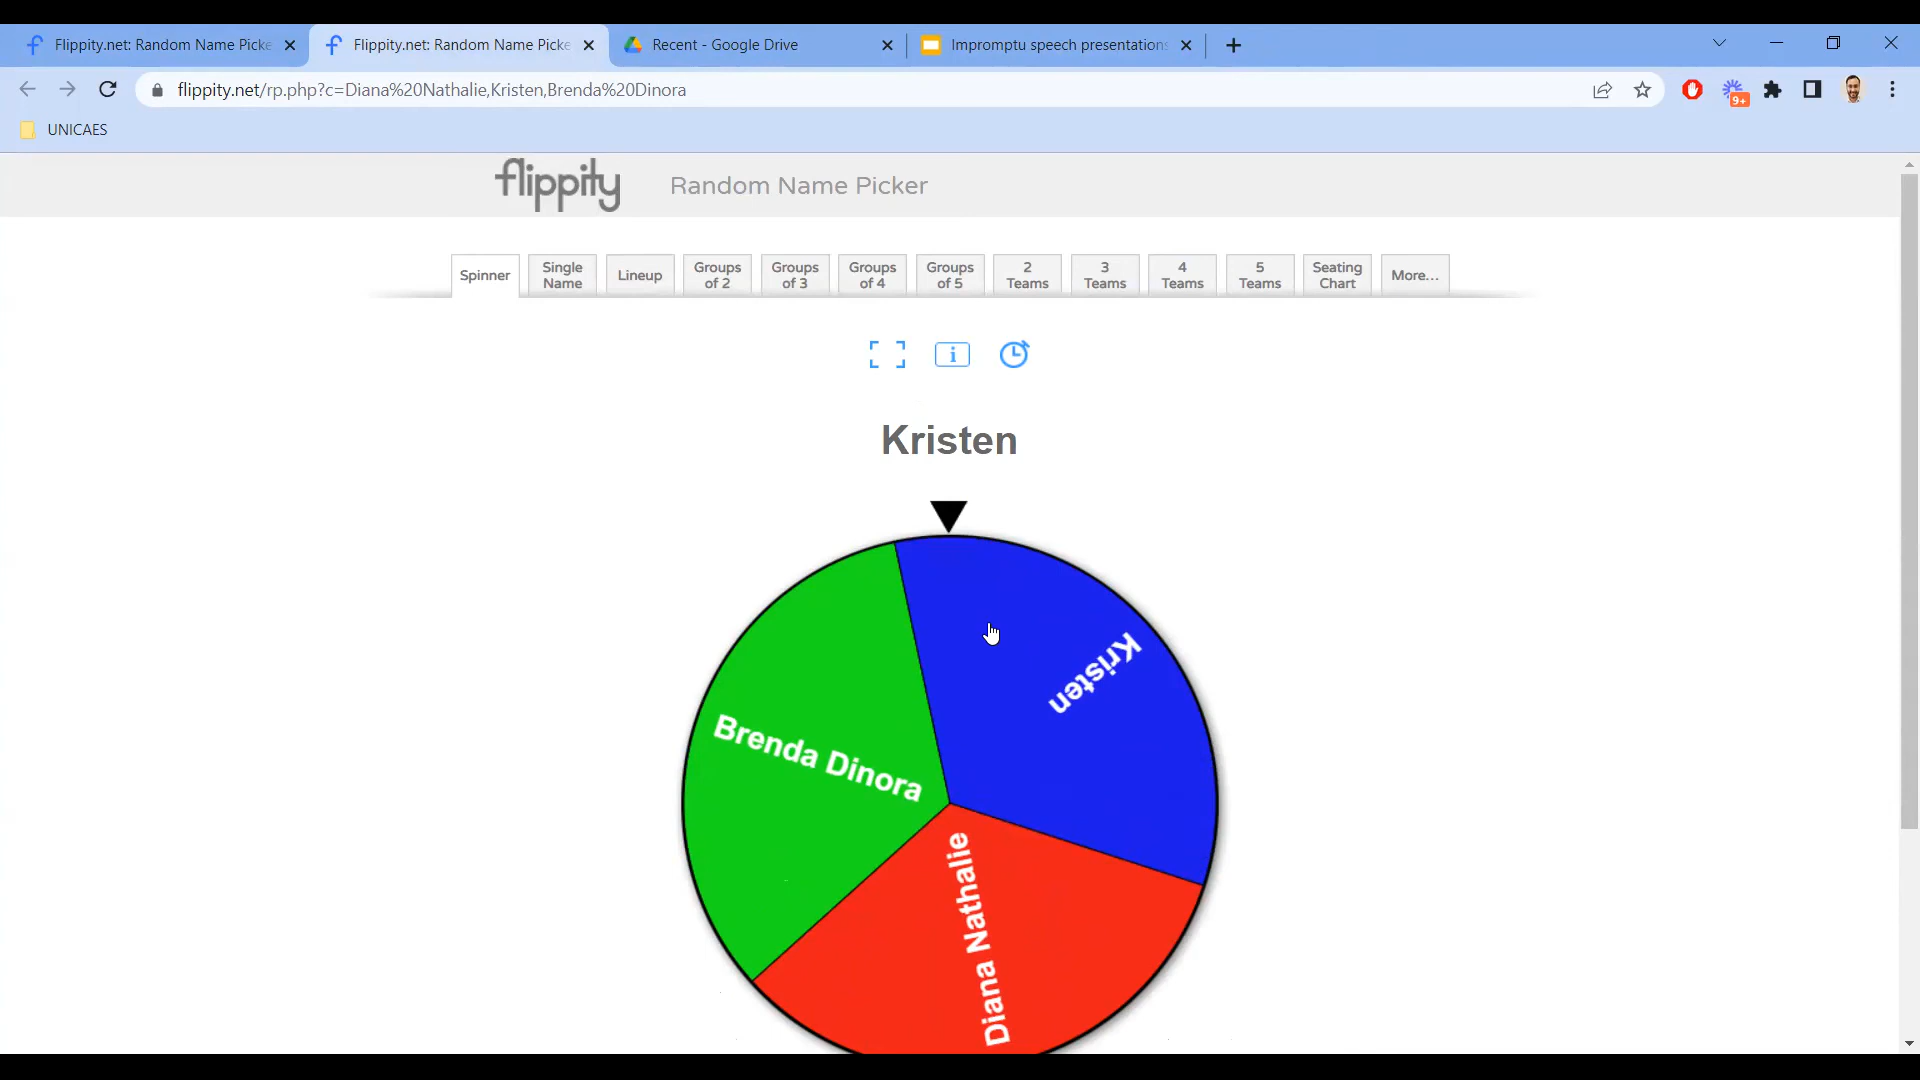 Flippity.net: Random Name Picke
Flippity.net: Random Name Picke
Recent - Google Drive
Impromptu speech presentations
flippity.net/rp.php?c=Diana%20Nathalie,Kristen,Brenda%20Dinora
9+
UNICAES
flippity
Random Name Picker
Spinner
Single
Name
Lineup
Groups
of 2
Groups
of 3
Groups
of 4
Groups
of 5
2
Teams
3
Teams
4
Teams
5
Teams
Seating
Chart
More...
i
Kristen
Kristen
Brenda Dinora
Diana Nathalie